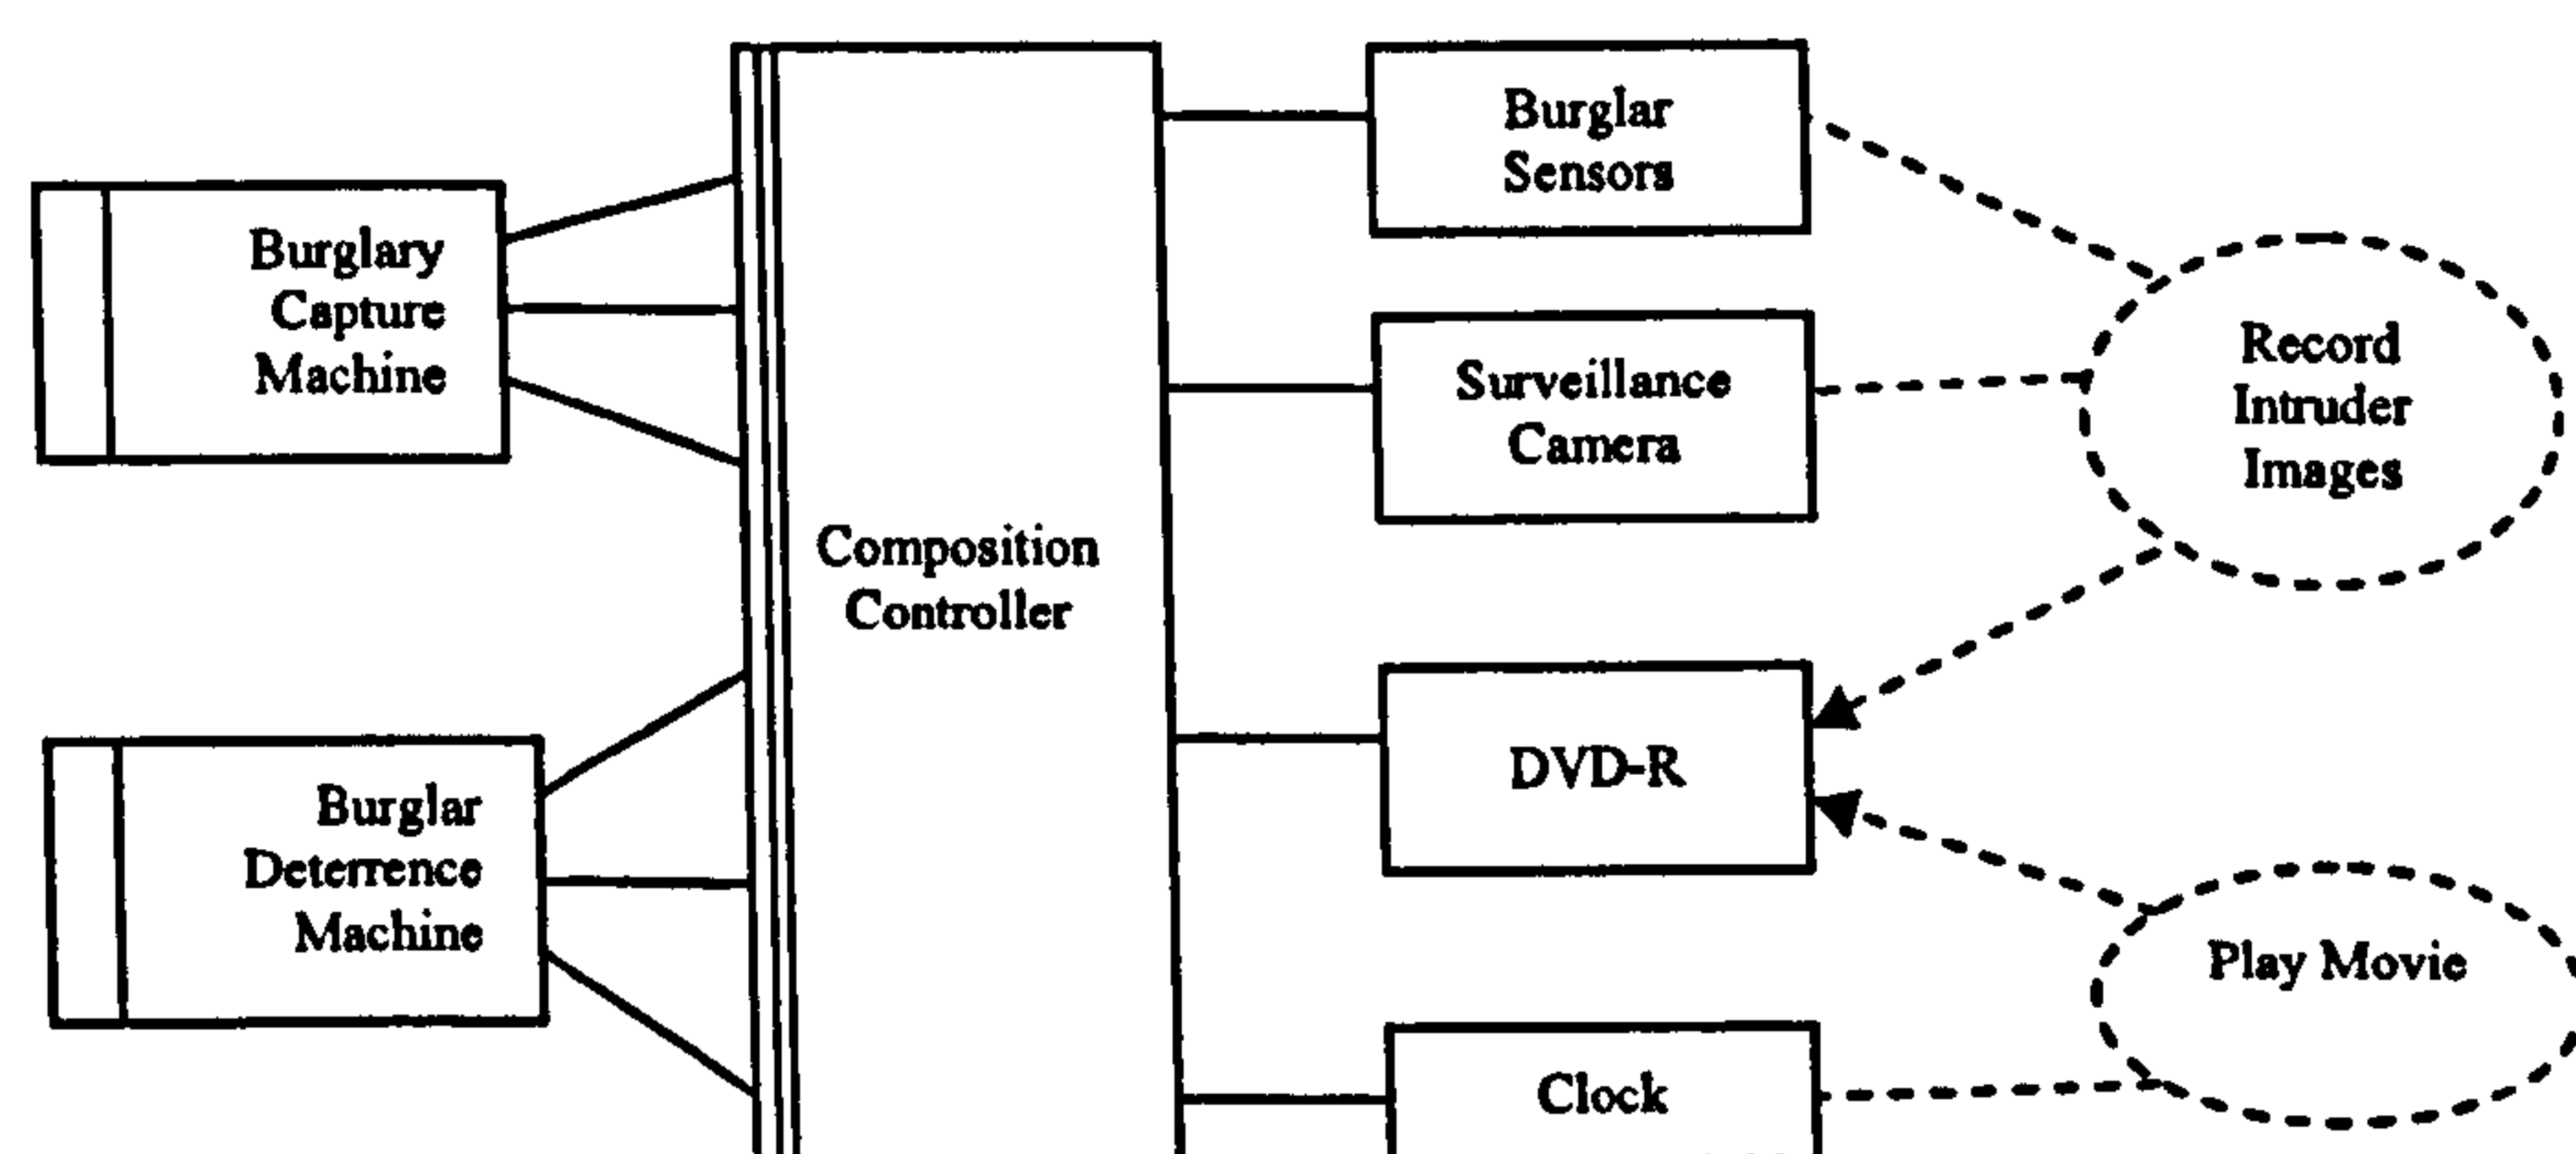 Burglary
Capture
Machine
Burglar
Deterrence
Machine
Composition
Controller
Burglar
Sensors
Surveillance
Camera
DVD-R
Clock
Record
Intruder
Images
Play Movie